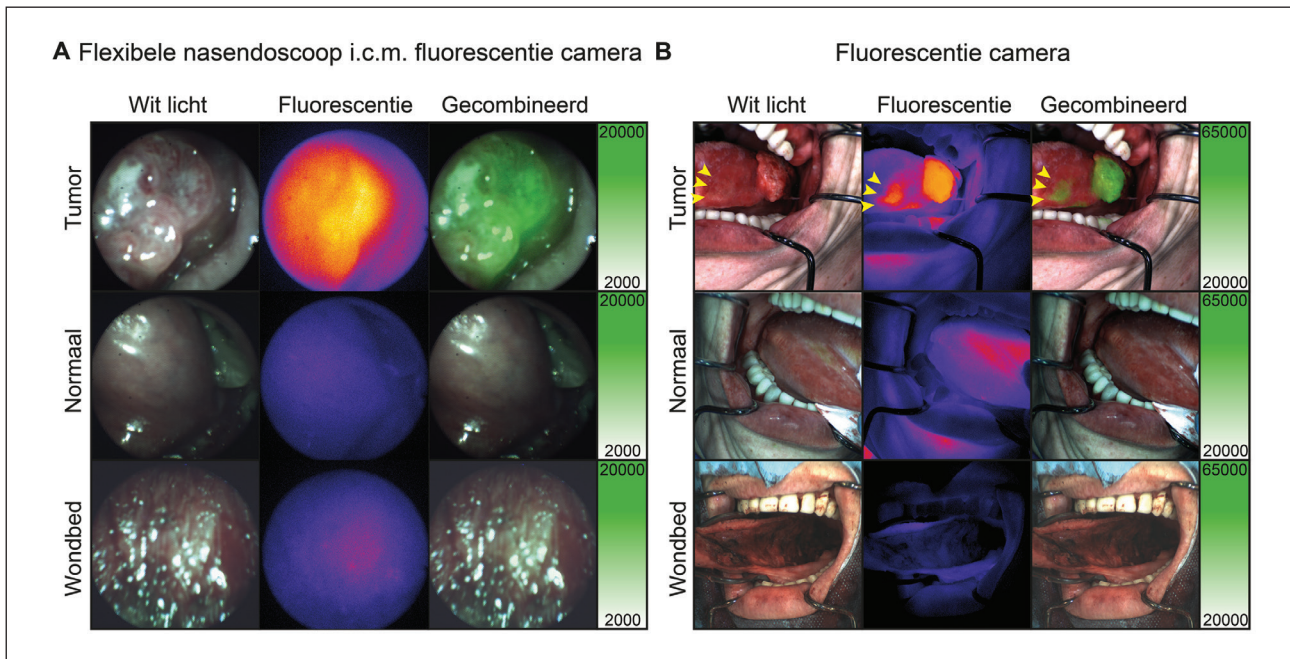 A Flexibele nasendoscoop i.c.m. fluorescentie camera
Wit licht Fluorescentie Gecombineerd
Tumor
20000
2000
Normaal
20000
2000
Wondbed
20000
2000
B Fluorescentie camera
Wit licht Fluorescentie Gecombineerd
Tumor
65000
20000
Normaal
65000
20000
Wondbed
65000
20000